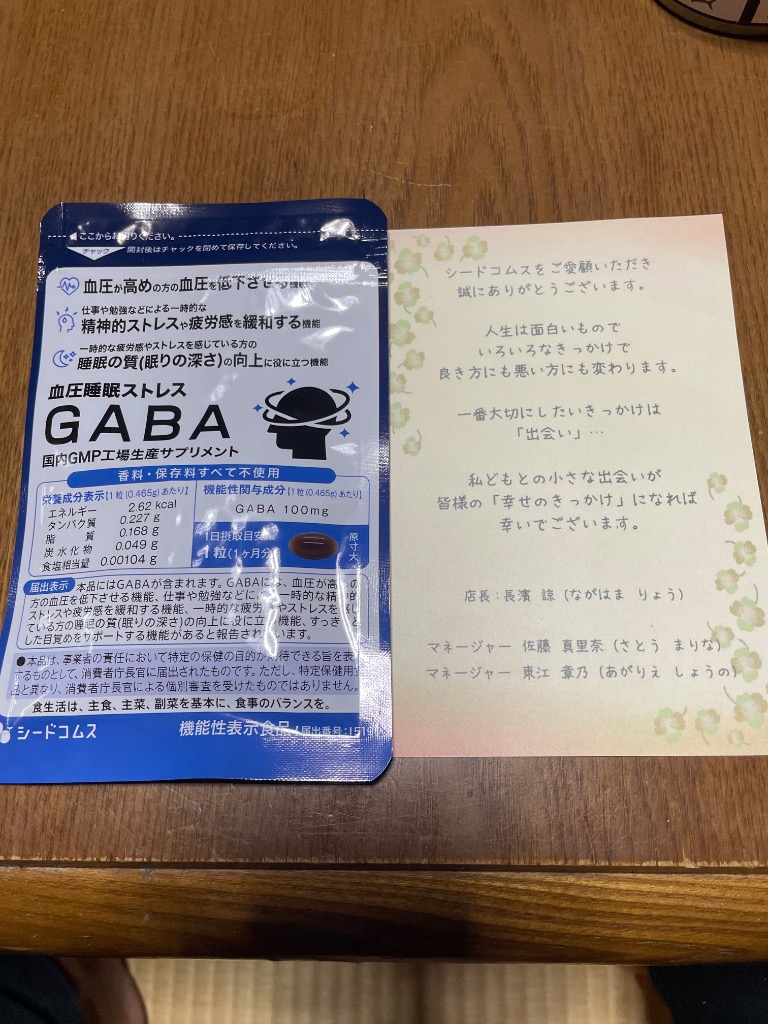 ここからお切りください。
チャック 開封後はチャックを閉めて保存してください。
血圧が高めの方の血圧を低下させる機能
仕事や勉強などによる一時的な
精神的ストレスや疲労感を緩和する機能
一時的な疲労感やストレスを感じている方の
睡眠の質(眠りの深さ)の向上に役に立つ機能
血圧睡眠ストレス
GABA
国内GMP工場生産サプリメント
香料・保存料すべて不使用
栄養成分表示[1粒(0.465g)あたり]
エネルギー 2.62 kcal
タンパク質 0.227 g
脂質 0.168 g
炭水化物 0.049 g
食塩相当量 0.00104 g
機能性関与成分[1粒(0.465g)あたり]
GABA 100mg
1日摂取目安
1粒(1ヶ月分)
原寸大
届出表示 本品にはGABAが含まれます。GABAには、血圧が高めの
方の血圧を低下させる機能、仕事や勉強などによる一時的な精神的
ストレスや疲労感を緩和する機能、一時的な疲労感やストレスを感じ
ている方の睡眠の質(眠りの深さ)の向上に役に立つ機能、すっきりと
した目覚めをサポートする機能があると報告されています。
●本品は、事業者の責任において特定の保健の目的が期待できる旨を表
するものとして、消費者庁長官に届出されたものです。ただし、特定保健用
品と異なり、消費者庁長官による個別審査を受けたものではありません。
食生活は、主食、主菜、副菜を基本に、食事のバランスを。
シードコムス
機能性表示食品【届出番号:I519
シードコムスをご愛顧いただき
誠にありがとうございます。
人生は面白いもので
いろいろなきっかけで
良き方にも悪い方にも変わります。
一番大切にしたいきっかけは
「出会い」…
私どもとの小さな出会いが
皆様の「幸せのきっかけ」になれば
幸いでございます。
店長:長濱 諒(ながはま りょう)
マネージャー 佐藤 真里奈(さとう まりな)
マネージャー 東江 章乃(あがりえ しょうの)